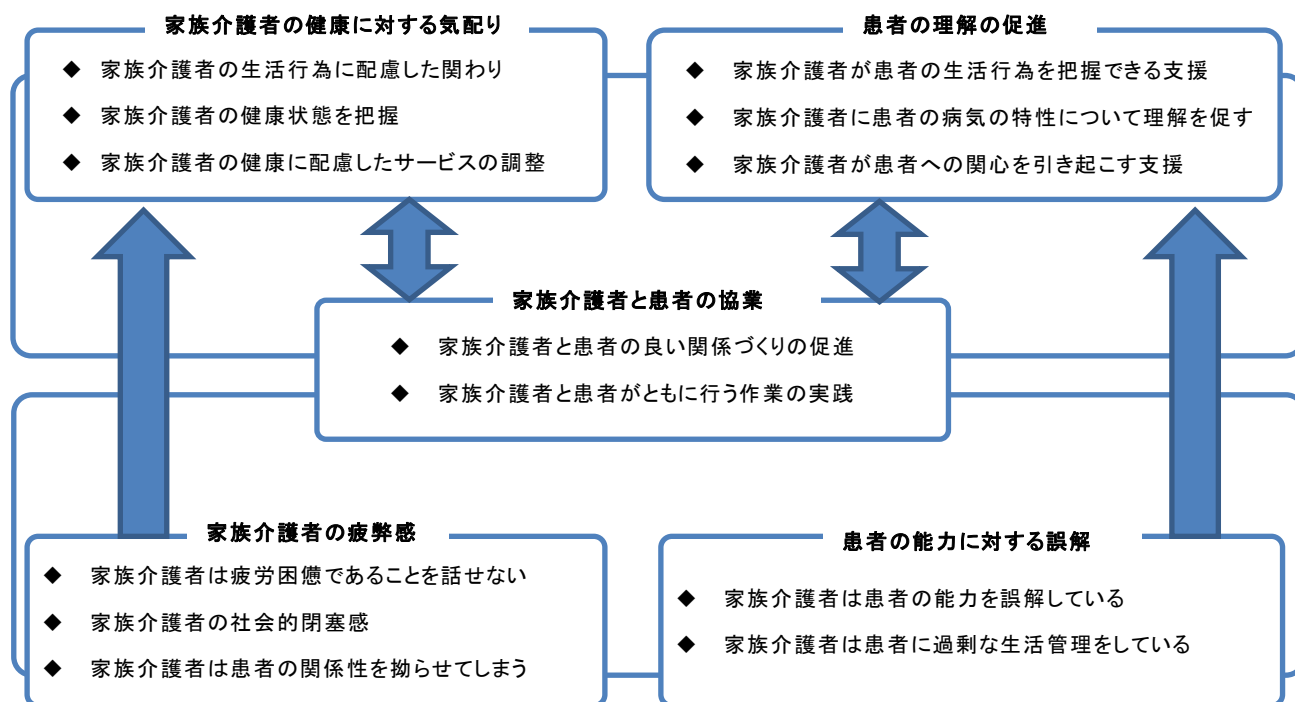 家族介護者の健康に対する気配り
◆ 家族介護者の生活行為に配慮した関わり
◆ 家族介護者の健康状態を把握
◆ 家族介護者の健康に配慮したサービスの調整
患者の理解の促進
◆ 家族介護者が患者の生活行為を把握できる支援
◆ 家族介護者に患者の病気の特性について理解を促す
◆ 家族介護者が患者への関心を引き起こす支援
家族介護者と患者の協業
◆ 家族介護者と患者の良い関係づくりの促進
◆ 家族介護者と患者がともに行う作業の実践
家族介護者の疲弊感
◆ 家族介護者は疲労困憊であることを話せない
◆ 家族介護者の社会的閉塞感
◆ 家族介護者は患者の関係性を拗らせてしまう
患者の能力に対する誤解
◆ 家族介護者は患者の能力を誤解している
◆ 家族介護者は患者に過剰な生活管理をしている